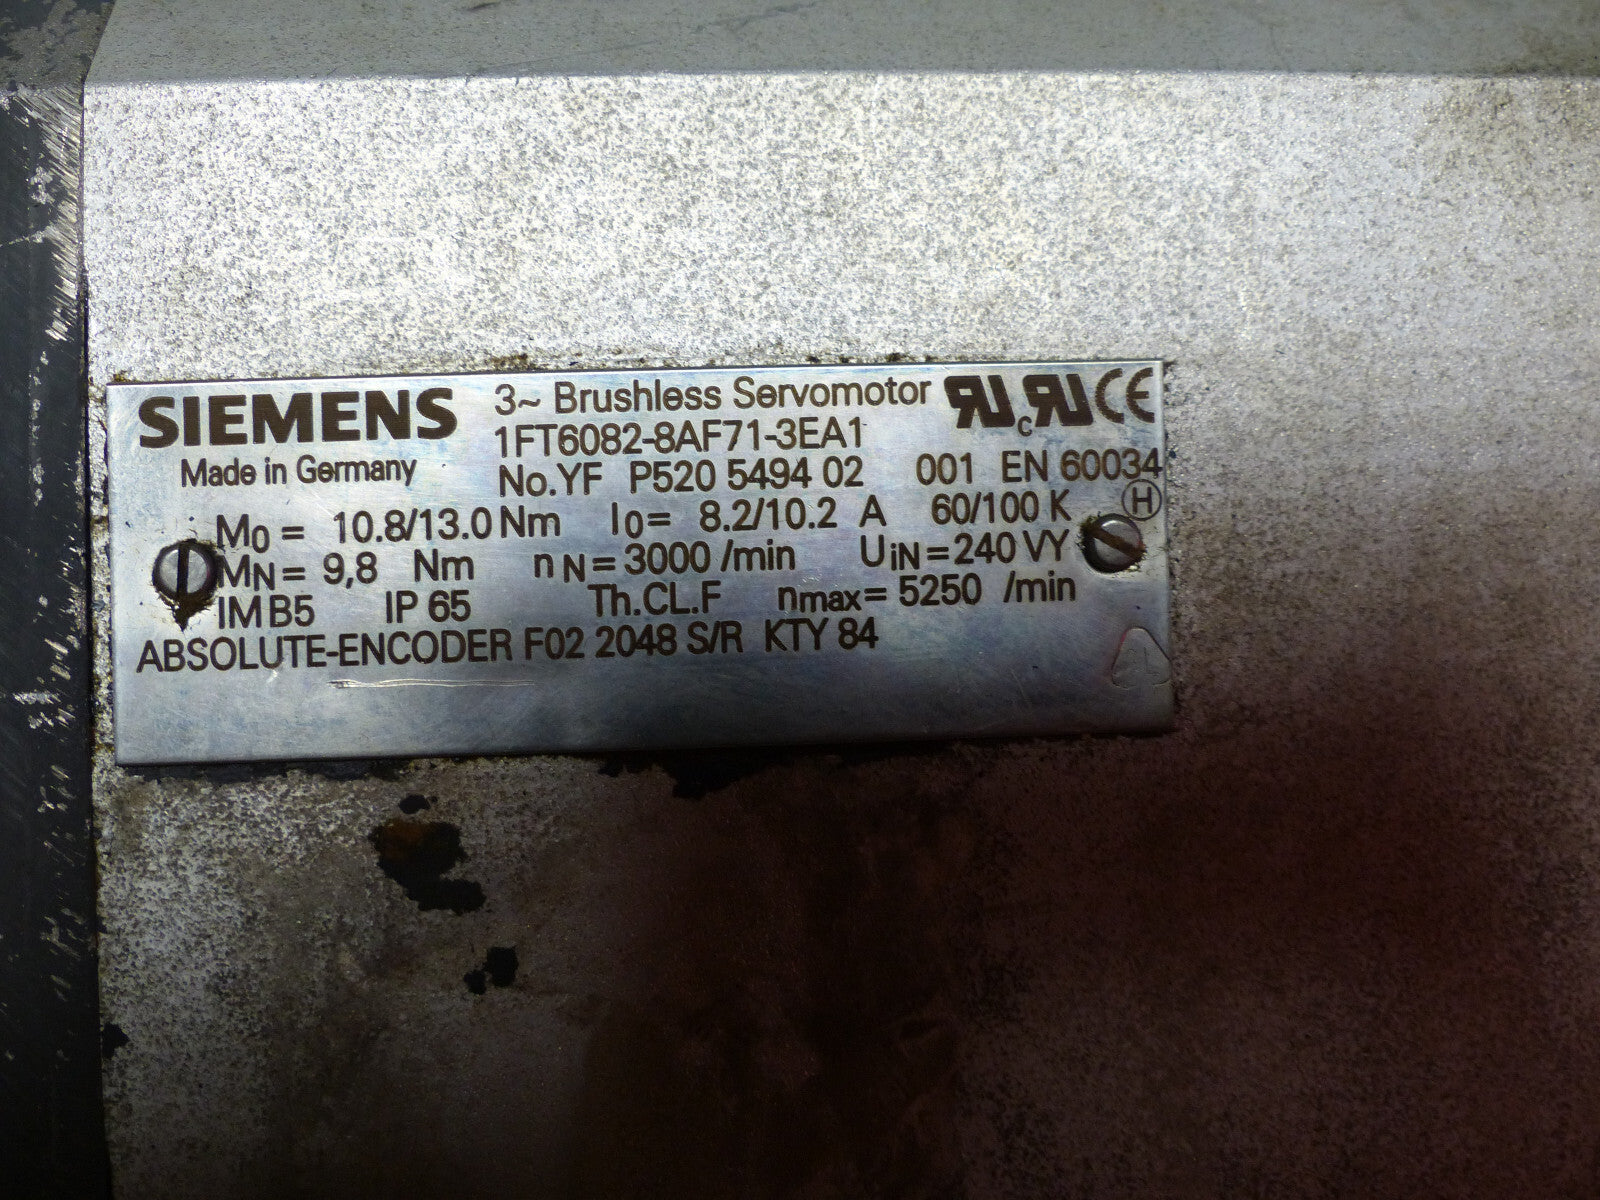 SIEMENS 3~ Brushless Servomotor
1FT6082-8AF71-3EA1
Made in Germany
No.YF P520 5494 02 001 EN 60034
M0 = 10.8/13.0 Nm I0 = 8.2/10.2 A 60/100 K H
MN = 9,8 Nm nN = 3000 /min UiN = 240 VY
IM B5 IP 65 Th.CL.F nmax = 5250 /min
ABSOLUTE-ENCODER F02 2048 S/R KTY 84